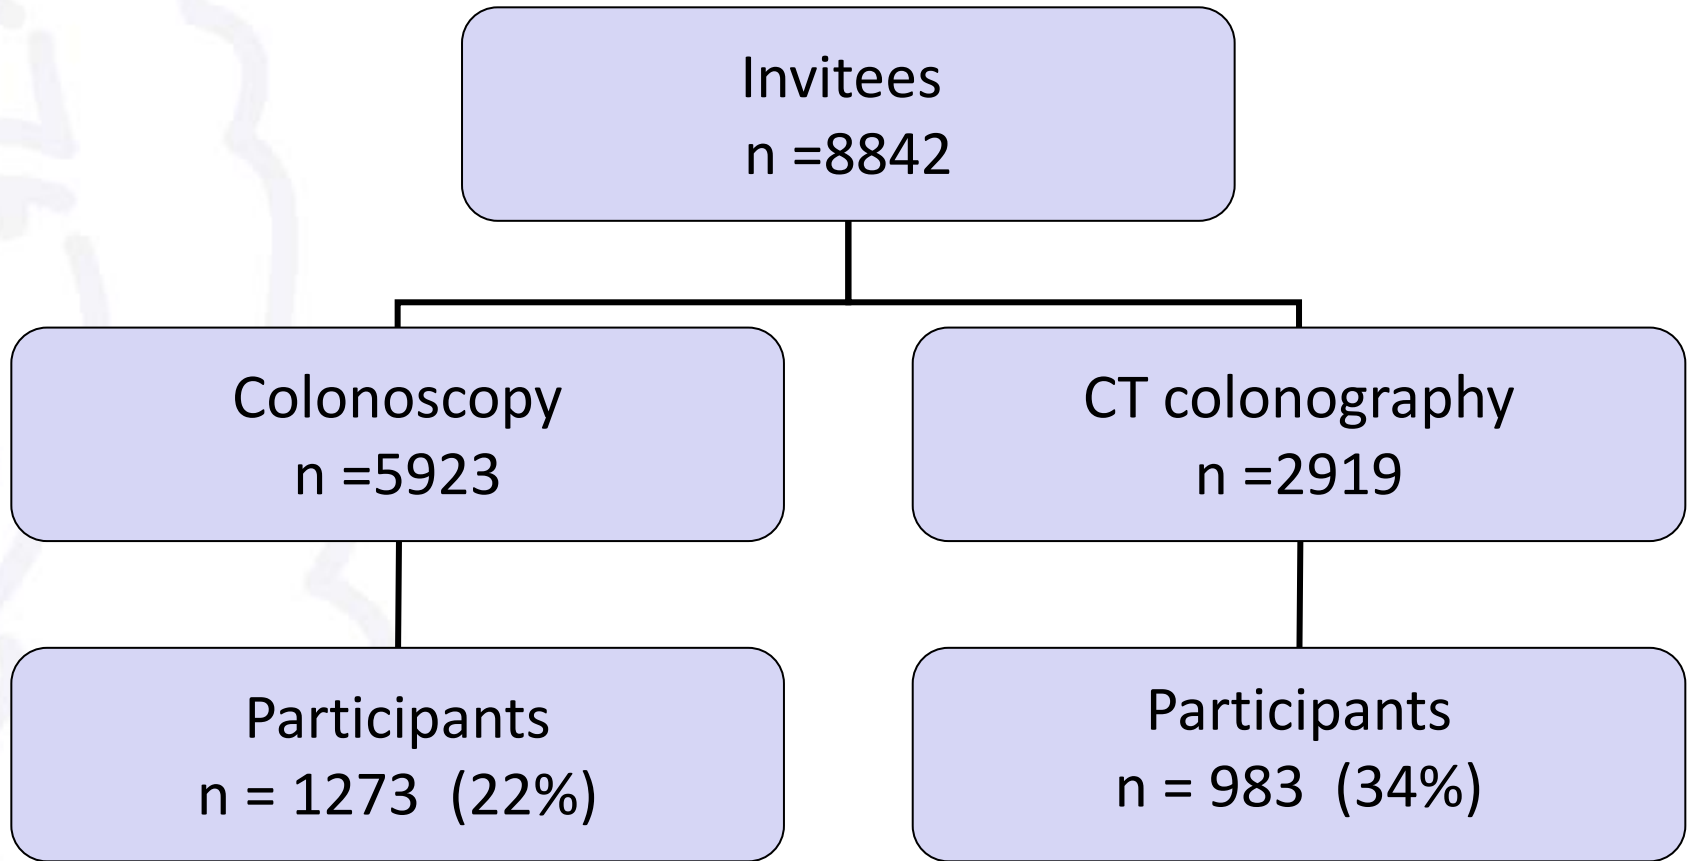 Invitees
n =8842
Colonoscopy
n =5923
CT colonography
n =2919
Participants
n = 1273  (22%)
Participants
n = 983  (34%)